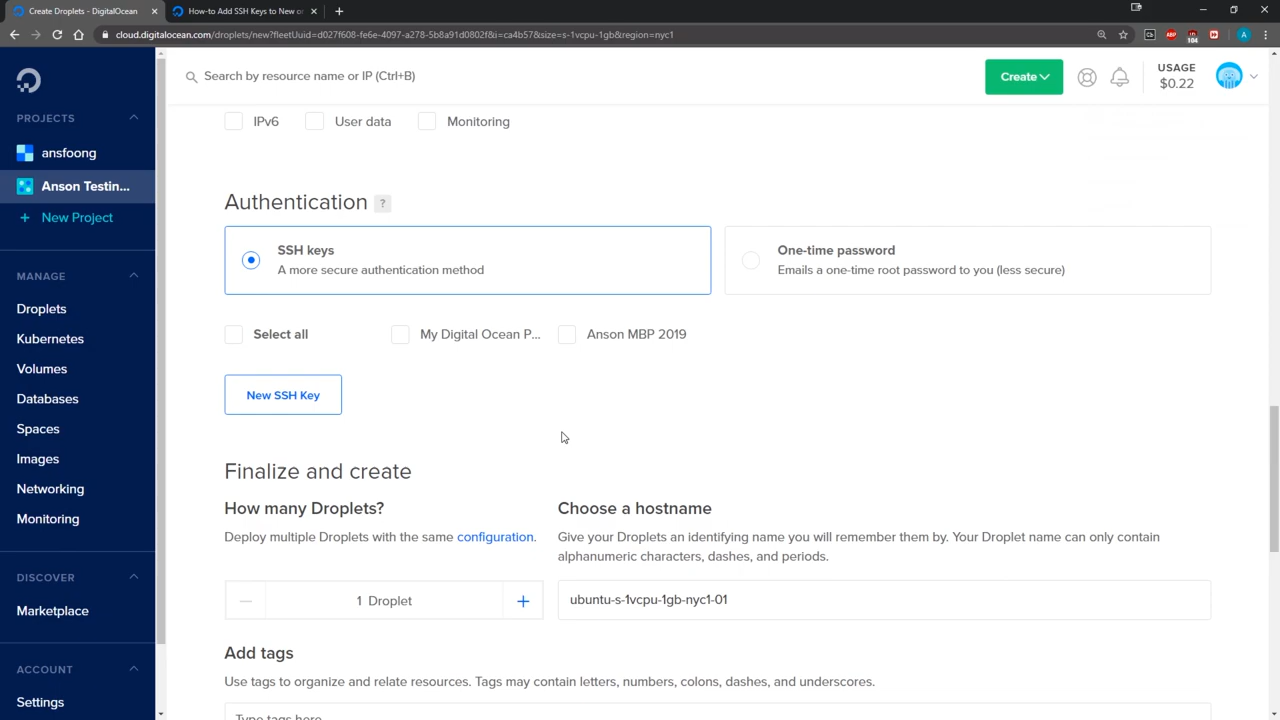 Create Droplets - DigitalOcean
How-to Add SSH Keys to New or
cloud.digitalocean.com/droplets/new?fleetUuid=d027f608-fe6e-4097-a278-5b8a91d0802f&i=ca4b57&size=s-1vcpu-1gb&region=nyc1
ABP
104
A
Search by resource name or IP (Ctrl+B)
Create
USAGE
$0.22
PROJECTS
ansfoong
Anson Testin...
+ New Project
MANAGE
Droplets
Kubernetes
Volumes
Databases
Spaces
Images
Networking
Monitoring
DISCOVER
Marketplace
ACCOUNT
Settings
IPv6
User data
Monitoring
Authentication ?
SSH keys
A more secure authentication method
One-time password
Emails a one-time root password to you (less secure)
Select all
My Digital Ocean P...
Anson MBP 2019
New SSH Key
Finalize and create
How many Droplets?
Deploy multiple Droplets with the same configuration.
1 Droplet
Choose a hostname
Give your Droplets an identifying name you will remember them by. Your Droplet name can only contain
alphanumeric characters, dashes, and periods.
ubuntu-s-1vcpu-1gb-nyc1-01
Add tags
Use tags to organize and relate resources. Tags may contain letters, numbers, colons, dashes, and underscores.
Type tags here